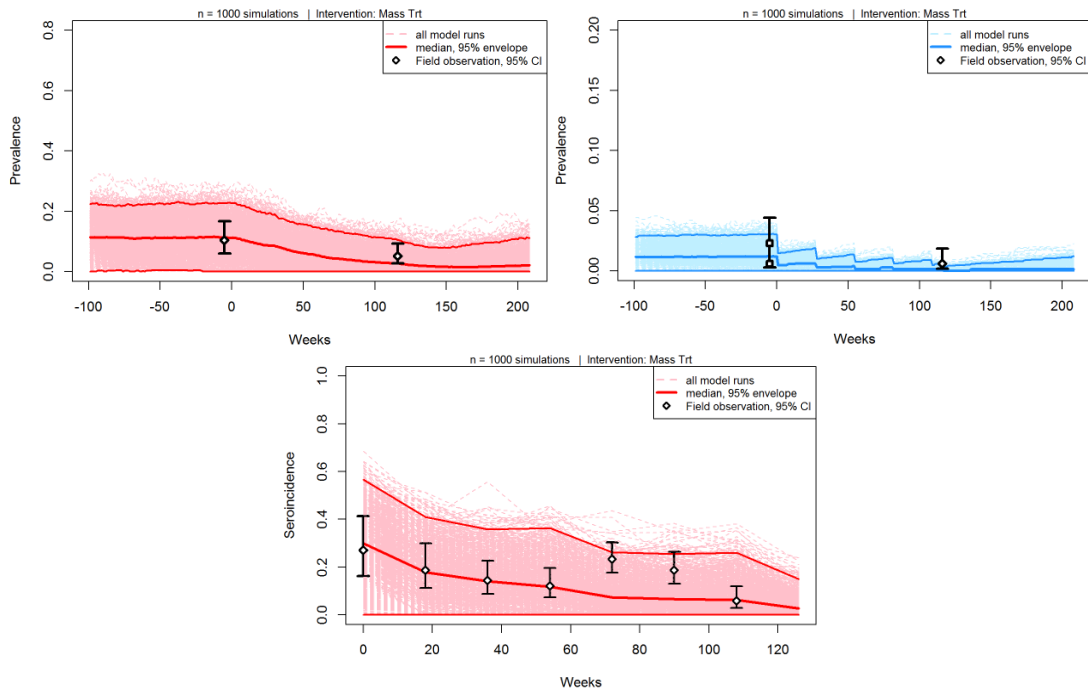 n = 1000 simulations | Intervention: Mass Trt
all model runs
median, 95% envelope
Field observation, 95% CI
Prevalence
0.8
0.6
0.4
0.2
0.0
-100 -50 0 50 100 150 200
Weeks
n = 1000 simulations | Intervention: Mass Trt
all model runs
median, 95% envelope
Field observation, 95% CI
Prevalence
0.20
0.15
0.10
0.05
0.00
-100 -50 0 50 100 150 200
Weeks
n = 1000 simulations | Intervention: Mass Trt
all model runs
median, 95% envelope
Field observation, 95% CI
Seroincidence
1.0
0.8
0.6
0.4
0.2
0.0
0 20 40 60 80 100 120
Weeks